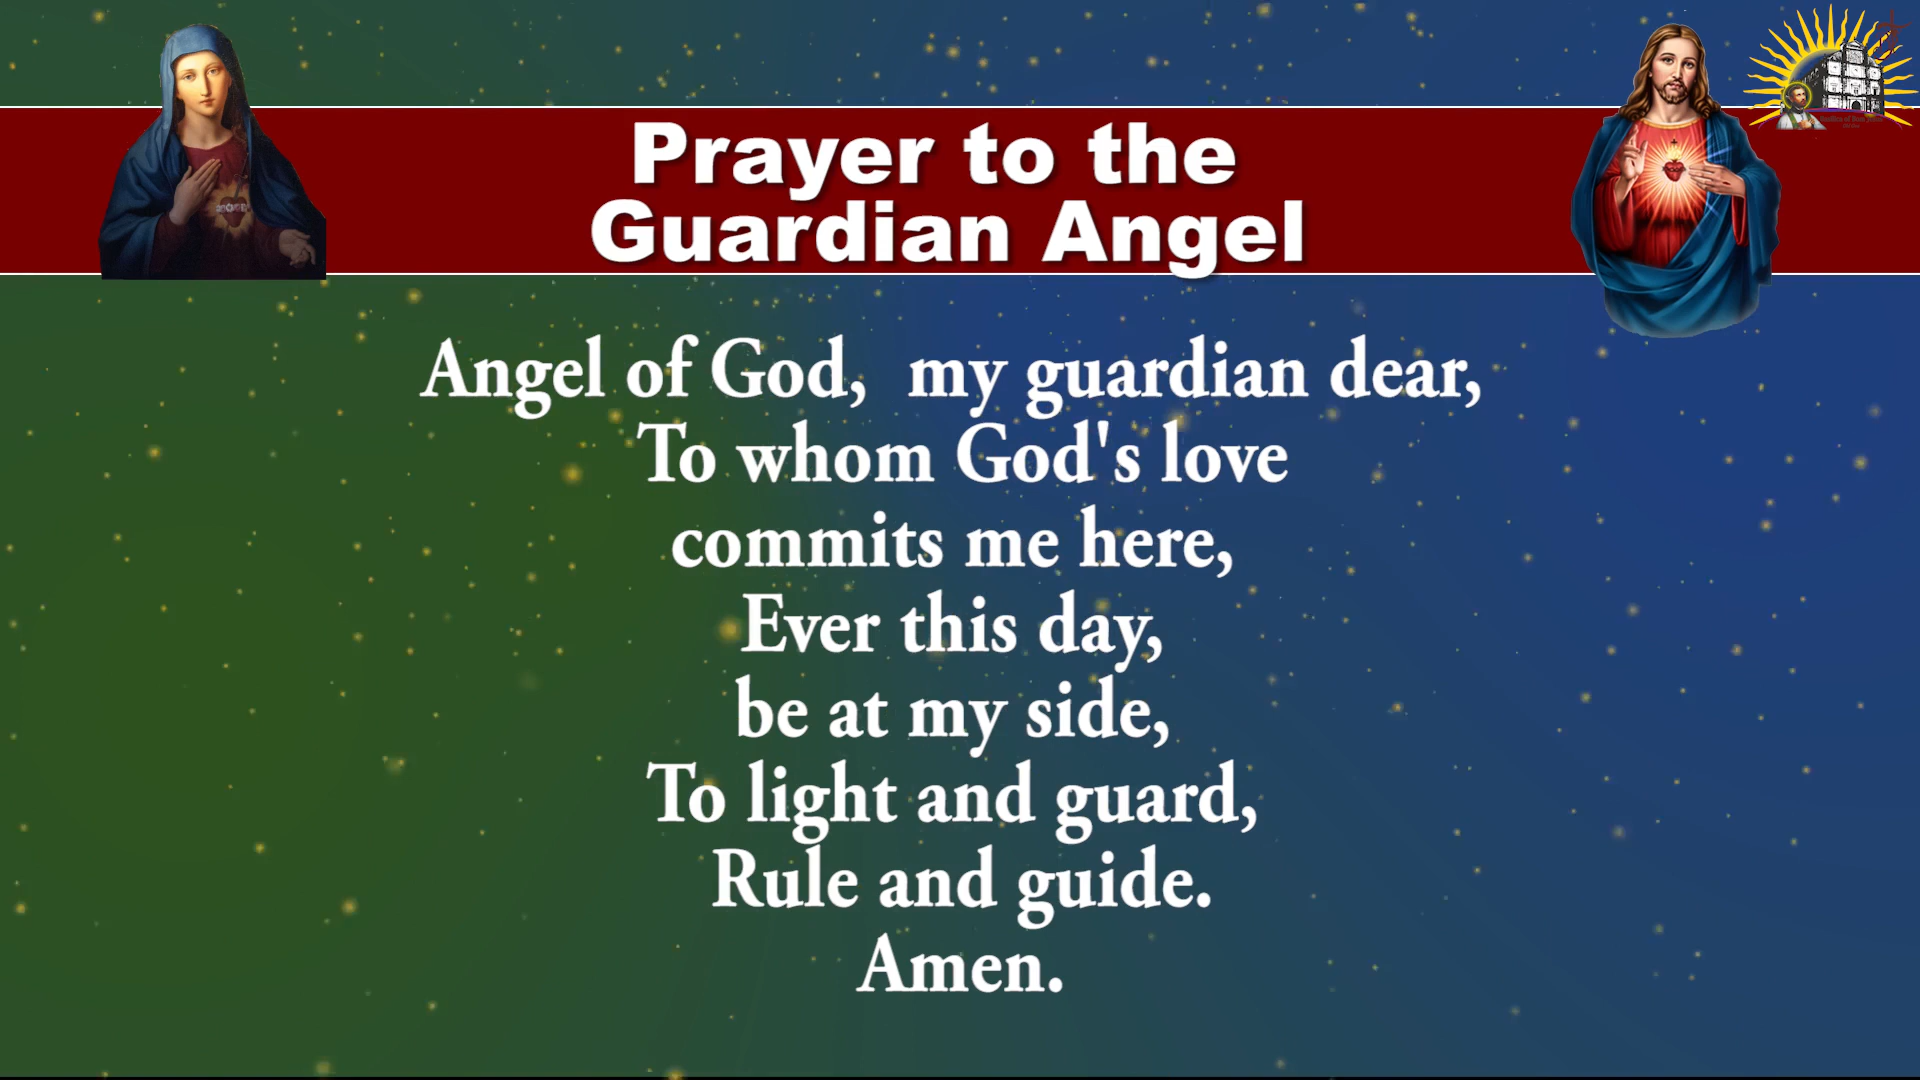 Prayer to the
Guardian Angel
Angel of God, my guardian dear,
To whom God's love
commits me here,
Ever this day,
be at my side,
To light and guard,
Rule and guide.
Amen.